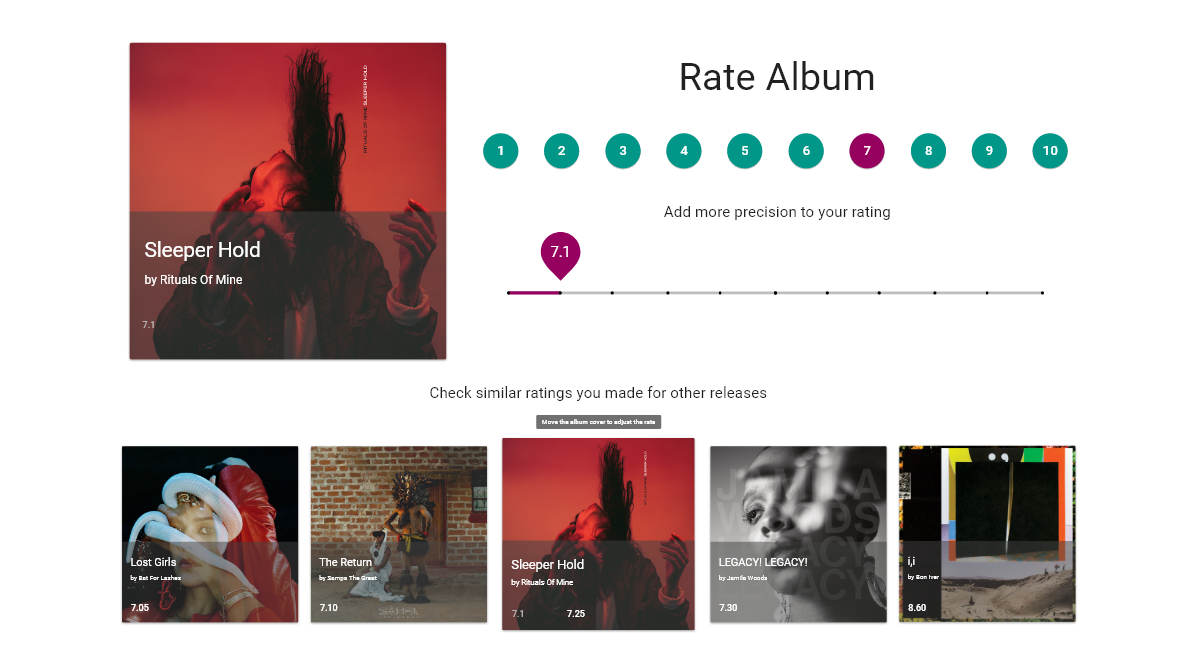 RITUALS OF MINE SLEEPER HOLD
Sleeper Hold
by Rituals Of Mine
7.1
Rate Album
1 2 3 4 5 6 7 8 9 10
Add more precision to your rating
7.1
Check similar ratings you made for other releases
Move the album cover to adjust the rate
Lost Girls
by Bat For Lashes
7.05
The Return
by Sampa The Great
7.10
SAMPA
Sleeper Hold
by Rituals Of Mine
7.1 7.25
JAMILA
WOODS
LEGACY
LEGACY
LEGACY! LEGACY!
by Jamila Woods
7.30
i,i
by Bon Iver
8.60